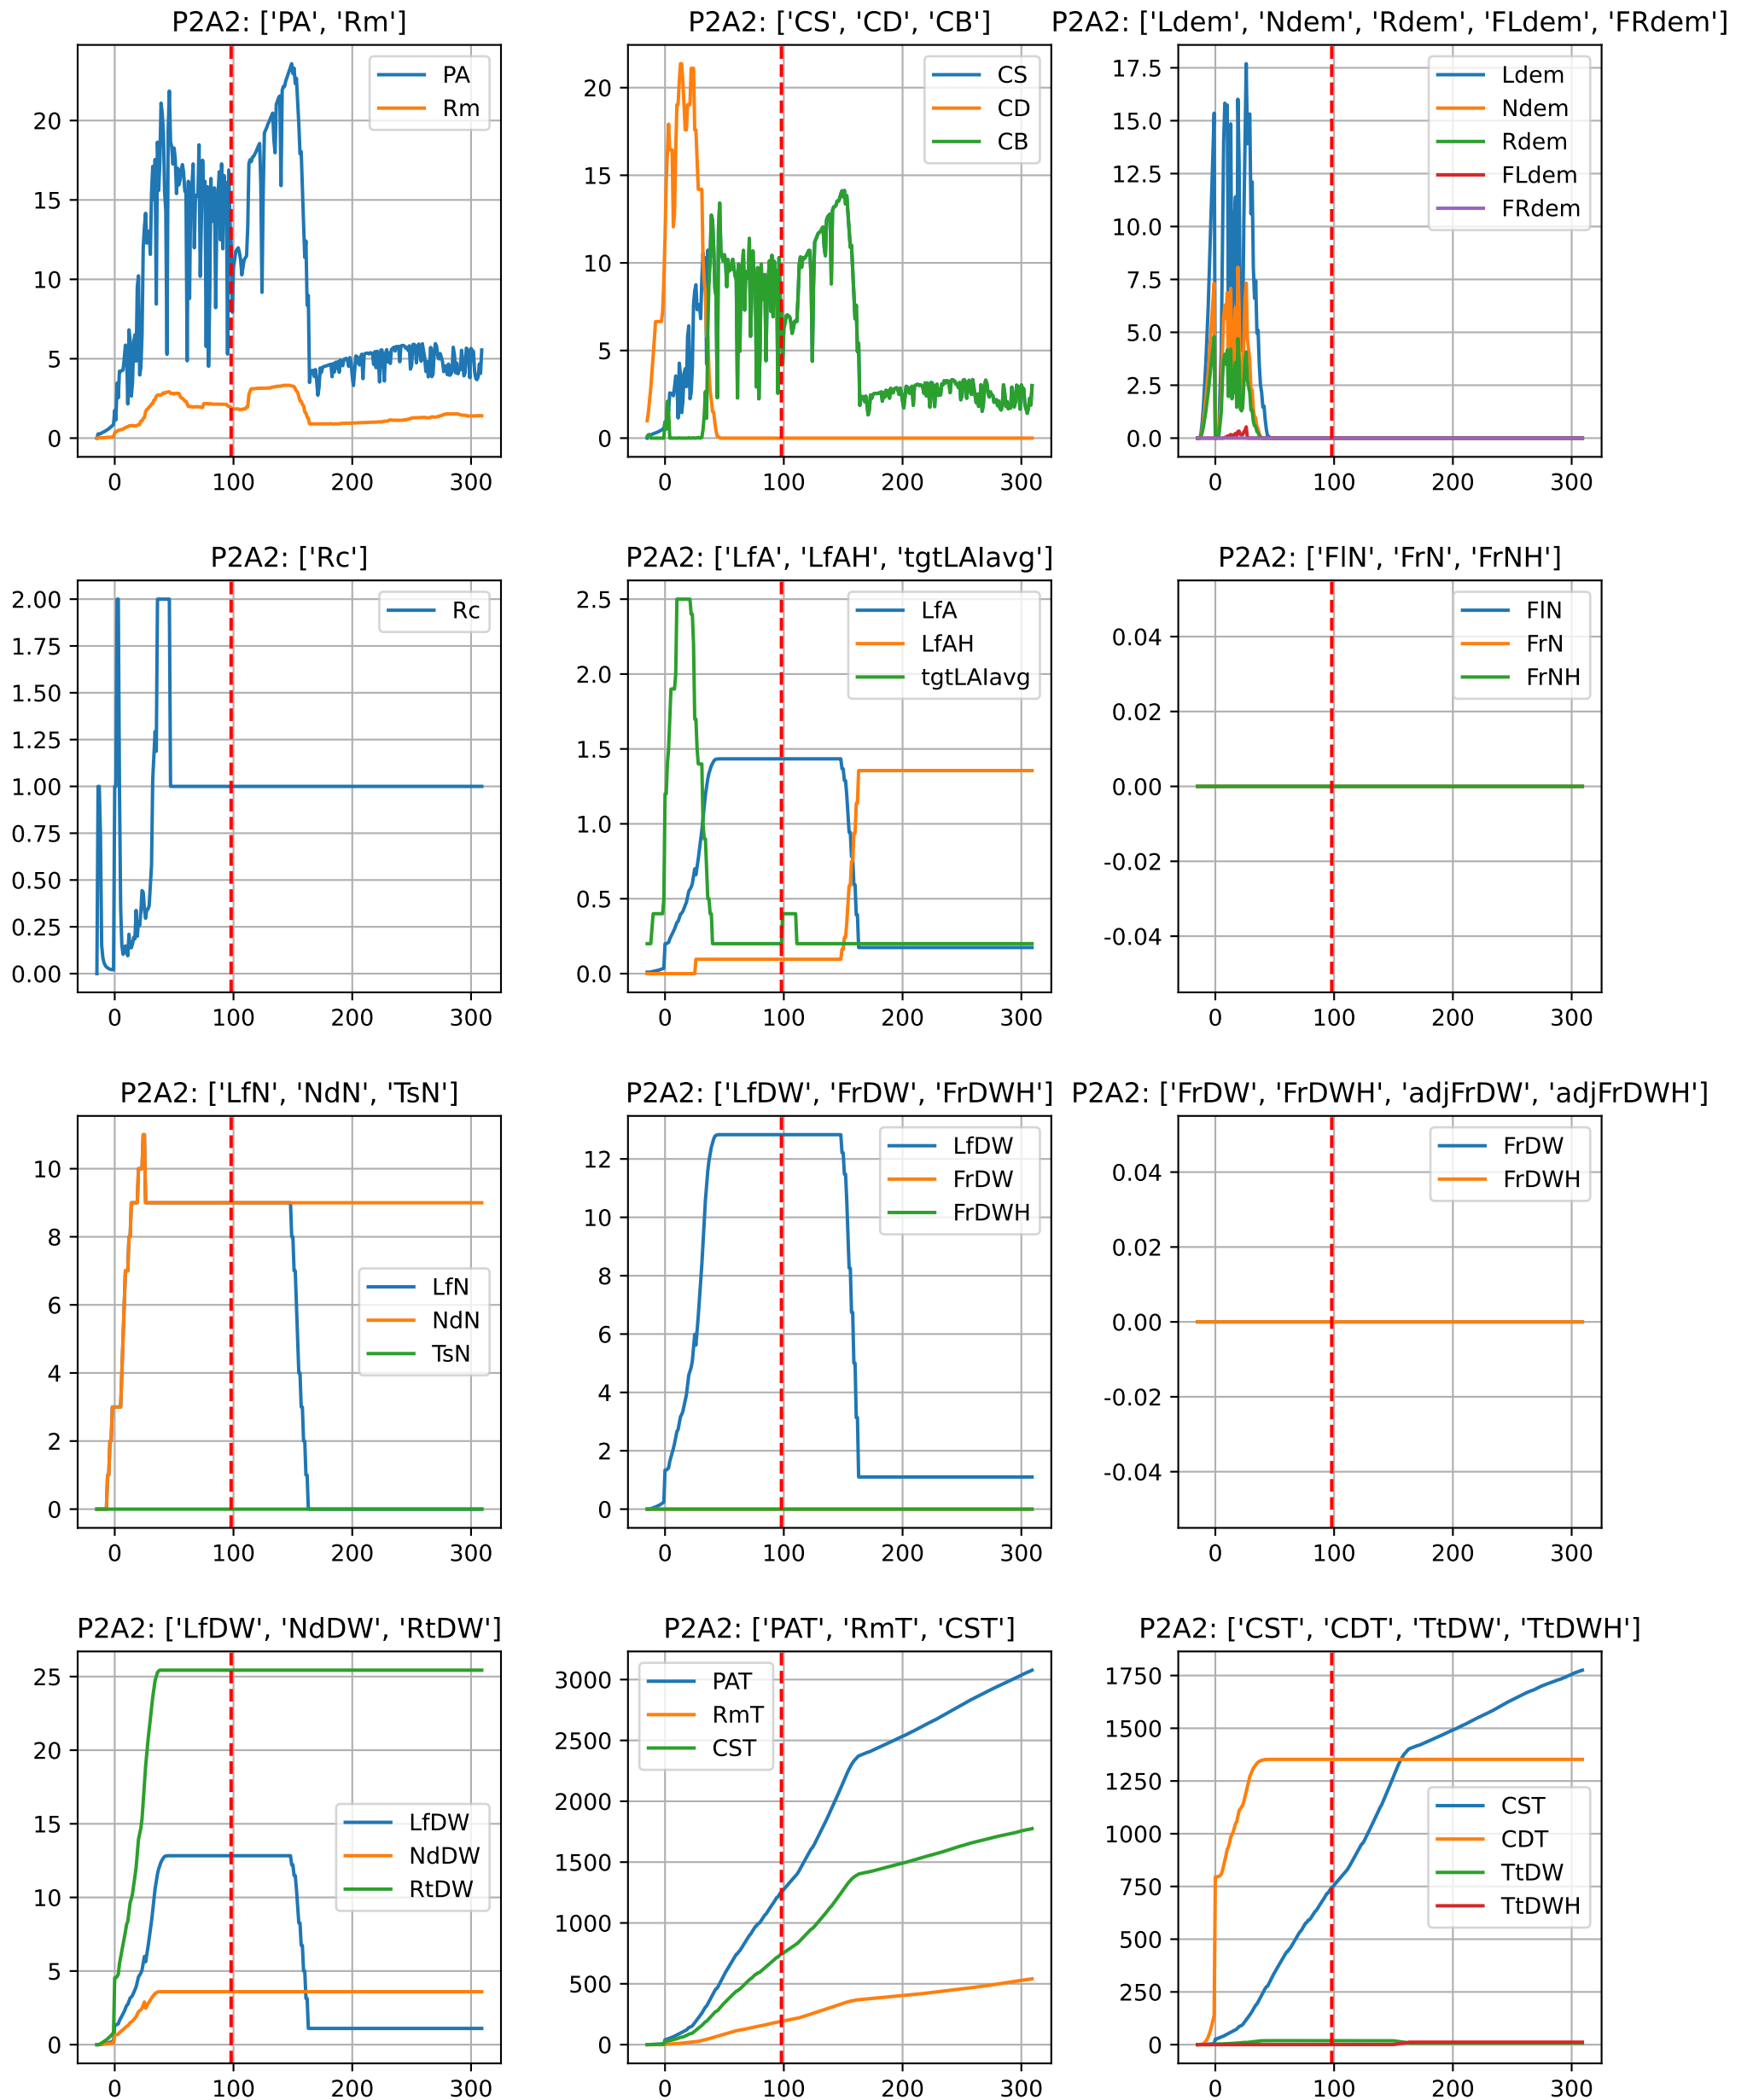 P2A2: ['PA', 'Rm']
PA
Rm
20
15
10
5
0
0 100 200 300
P2A2: ['CS', 'CD', 'CB']
CS
CD
CB
20
15
10
5
0
0 100 200 300
P2A2: ['Ldem', 'Ndem', 'Rdem', 'FLdem', 'FRdem']
Ldem
Ndem
Rdem
FLdem
FRdem
17.5
15.0
12.5
10.0
7.5
5.0
2.5
0.0
0 100 200 300
P2A2: ['Rc']
Rc
2.00
1.75
1.50
1.25
1.00
0.75
0.50
0.25
0.00
0 100 200 300
P2A2: ['LfA', 'LfAH', 'tgtLAIavg']
LfA
LfAH
tgtLAIavg
2.5
2.0
1.5
1.0
0.5
0.0
0 100 200 300
P2A2: ['FlN', 'FrN', 'FrNH']
FlN
FrN
FrNH
0.04
0.02
0.00
-0.02
-0.04
0 100 200 300
P2A2: ['LfN', 'NdN', 'TsN']
LfN
NdN
TsN
10
8
6
4
2
0
0 100 200 300
P2A2: ['LfDW', 'FrDW', 'FrDWH']
LfDW
FrDW
FrDWH
12
10
8
6
4
2
0
0 100 200 300
P2A2: ['FrDW', 'FrDWH', 'adjFrDW', 'adjFrDWH']
FrDW
FrDWH
0.04
0.02
0.00
-0.02
-0.04
0 100 200 300
P2A2: ['LfDW', 'NdDW', 'RtDW']
LfDW
NdDW
RtDW
25
20
15
10
5
0
0 100 200 300
P2A2: ['PAT', 'RmT', 'CST']
PAT
RmT
CST
3000
2500
2000
1500
1000
500
0
0 100 200 300
P2A2: ['CST', 'CDT', 'TtDW', 'TtDWH']
CST
CDT
TtDW
TtDWH
1750
1500
1250
1000
750
500
250
0
0 100 200 300